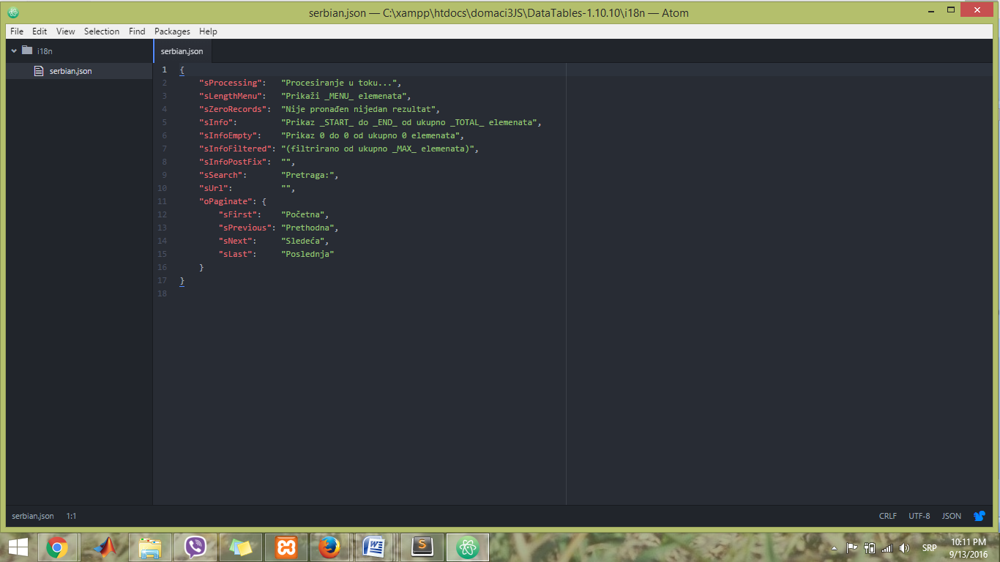 serbian.json — C:\xampp\htdocs\domaci3JS\DataTables-1.10.10\i18n — Atom
File Edit View Selection Find Packages Help
i18n
serbian.json
serbian.json
1 {
2 "sProcessing": "Procesiranje u toku...",
3 "sLengthMenu": "Prikaži _MENU_ elemenata",
4 "sZeroRecords": "Nije pronađen nijedan rezultat",
5 "sInfo": "Prikaz _START_ do _END_ od ukupno _TOTAL_ elemenata",
6 "sInfoEmpty": "Prikaz 0 do 0 od ukupno 0 elemenata",
7 "sInfoFiltered": "(filtrirano od ukupno _MAX_ elemenata)",
8 "sInfoPostFix": "",
9 "sSearch": "Pretraga:",
10 "sUrl": "",
11 "oPaginate": {
12 "sFirst": "Početna",
13 "sPrevious": "Prethodna",
14 "sNext": "Sledeća",
15 "sLast": "Poslednja"
16 }
17 }
18
serbian.json 1:1 CRLF UTF-8 JSON
SRP
10:11 PM
9/13/2016